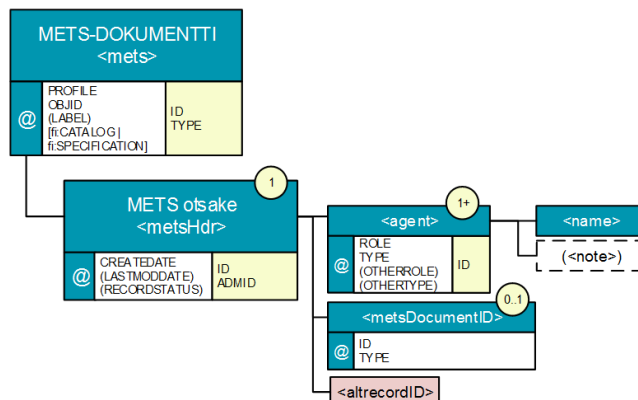 METS-DOKUMENTTI
<mets>
@
PROFILE
OBJID
(LABEL)
[fi:CATALOG |
fi:SPECIFICATION]
ID
TYPE
1
METS otsake
<metsHdr>
@
CREATEDATE
(LASTMODDATE)
(RECORDSTATUS)
ID
ADMID
1+
<agent>
@
ROLE
TYPE
(OTHERROLE)
(OTHERTYPE)
ID
<name>
(<note>)
0..1
<metsDocumentID>
@
ID
TYPE
<altrecordID>